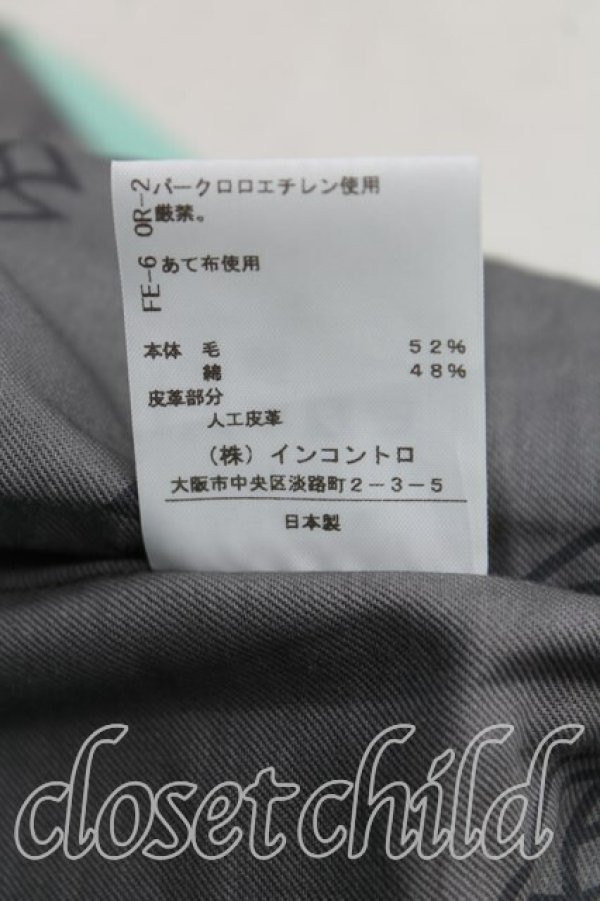 OR-2
パークロロエチレン使用
厳禁。
FE-6
あて布使用
本体 毛 52%
綿 48%
皮革部分
人工皮革
(株)インコントロ
大阪市中央区淡路町2-3-5
日本製
closet child